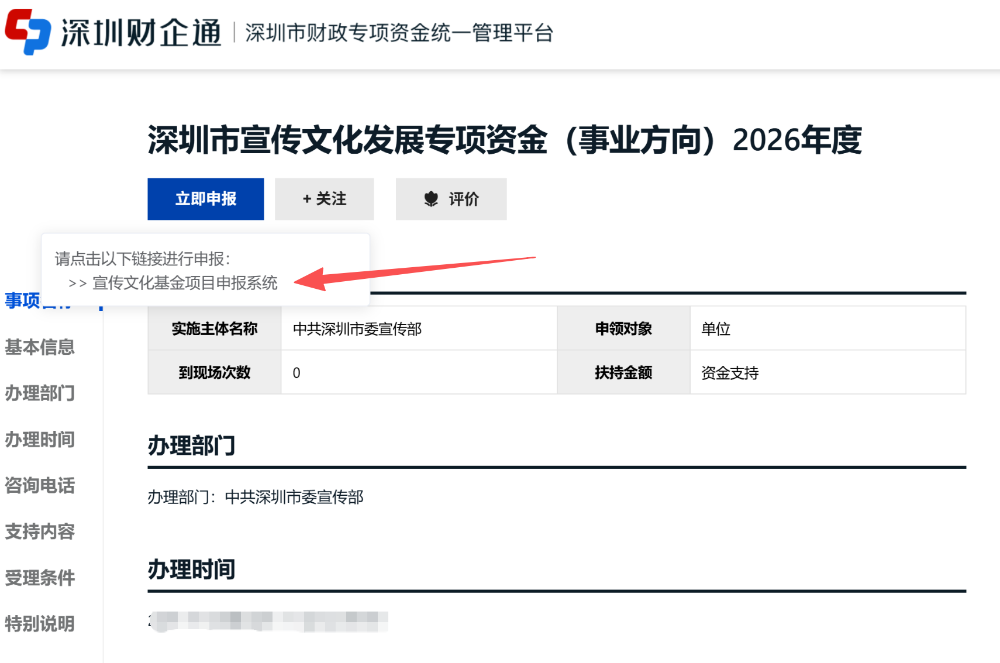 深圳财企通 | 深圳市财政专项资金统一管理平台
深圳市宣传文化发展专项资金（事业方向）2026年度
立即申报
+ 关注
评价
请点击以下链接进行申报：
>> 宣传文化基金项目申报系统
事项
基本信息
办理部门
办理时间
咨询电话
支持内容
受理条件
特别说明
实施主体名称 中共深圳市委宣传部 申领对象 单位
到现场次数 0 扶持金额 资金支持
办理部门
办理部门：中共深圳市委宣传部
办理时间